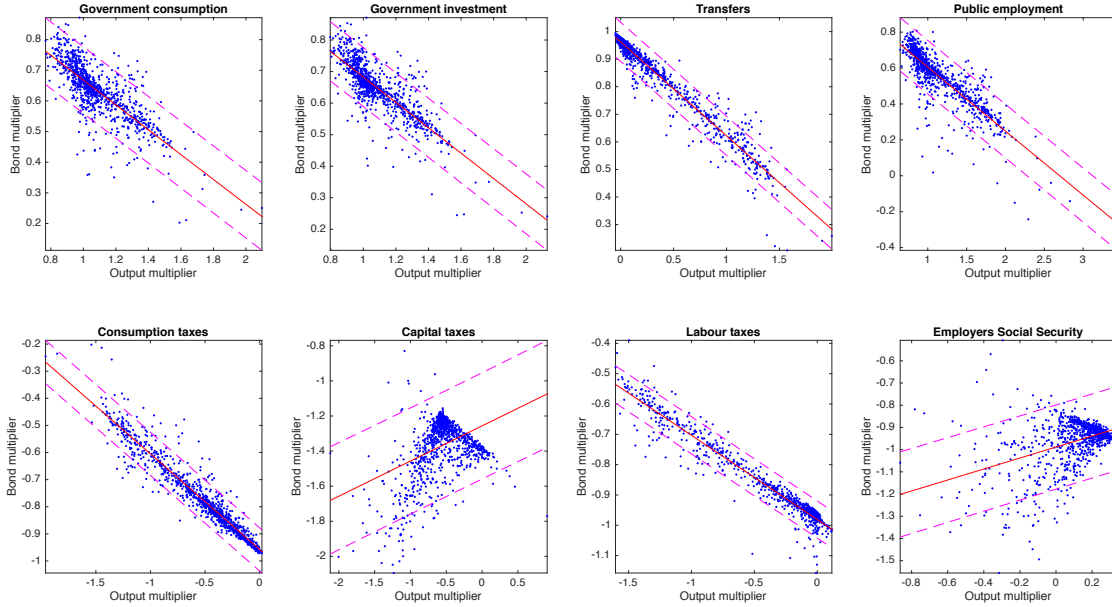 Government consumption
0.8
0.7
0.6
0.5
0.4
0.3
0.2
Bond multiplier
0.8 1 1.2 1.4 1.6 1.8 2
Output multiplier
Government investment
0.8
0.7
0.6
0.5
0.4
0.3
0.2
Bond multiplier
0.8 1 1.2 1.4 1.6 1.8 2
Output multiplier
Transfers
1
0.9
0.8
0.7
0.6
0.5
0.4
0.3
Bond multiplier
0 0.5 1 1.5
Output multiplier
Public employment
0.8
0.6
0.4
0.2
0
-0.2
-0.4
Bond multiplier
1 1.5 2 2.5 3
Output multiplier
Consumption taxes
-0.2
-0.3
-0.4
-0.5
-0.6
-0.7
-0.8
-0.9
-1
Bond multiplier
-1.5 -1 -0.5 0
Output multiplier
Capital taxes
-0.8
-1
-1.2
-1.4
-1.6
-1.8
-2
Bond multiplier
-2 -1.5 -1 -0.5 0 0.5
Output multiplier
Labour taxes
-0.4
-0.5
-0.6
-0.7
-0.8
-0.9
-1
-1.1
Bond multiplier
-1.5 -1 -0.5 0
Output multiplier
Employers Social Security
-0.6
-0.7
-0.8
-0.9
-1
-1.1
-1.2
-1.3
-1.4
-1.5
Bond multiplier
-0.8 -0.6 -0.4 -0.2 0 0.2
Output multiplier